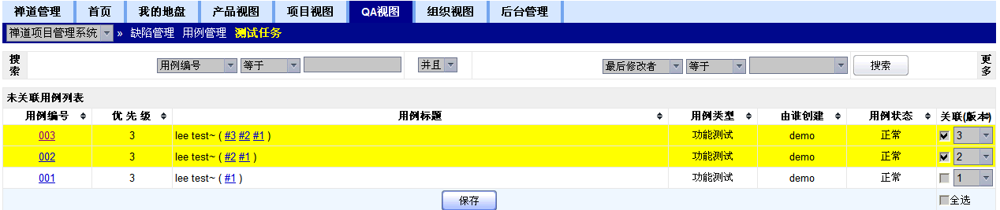 禅道管理 首页 我的地盘 产品视图 项目视图 QA视图 组织视图 后台管理
禅道项目管理系统 » 缺陷管理 用例管理 测试任务
搜索 用例编号 等于 并且 最后修改者 等于 搜索 更多
未关联用例列表
用例编号 优 先 级 用例标题 用例类型 由谁创建 用例状态 关联(版本)
003 3 lee test~ ( #3 #2 #1 ) 功能测试 demo 正常 3
002 3 lee test~ ( #2 #1 ) 功能测试 demo 正常 2
001 3 lee test~ ( #1 ) 功能测试 demo 正常 1
保存 全选